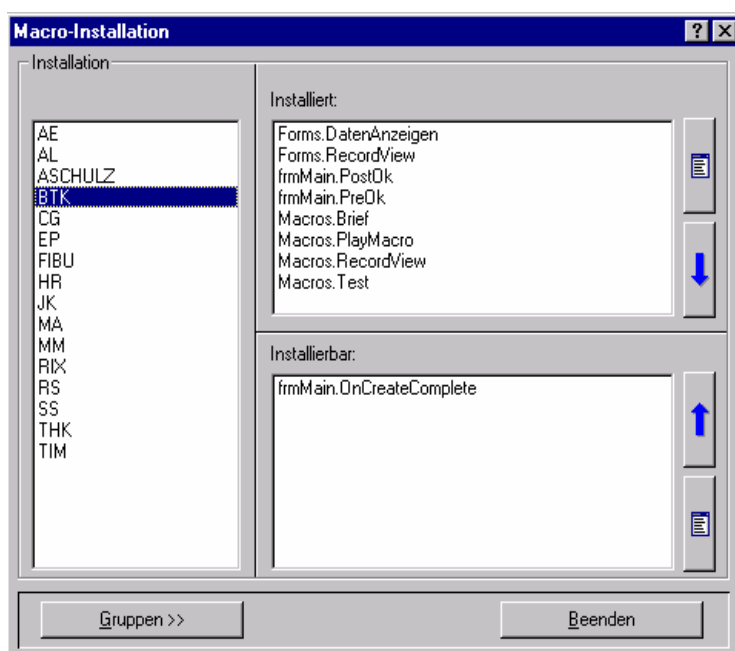 Macro-Installation
Installation
AE
AL
ASCHULZ
BTK
CG
EP
FIBU
HR
JK
MA
MM
RIX
RS
SS
THK
TIM
Installiert:
Forms.DatenAnzeigen
Forms.RecordView
frmMain.PostOk
frmMain.PreOk
Macros.Brief
Macros.PlayMacro
Macros.RecordView
Macros.Test
Installierbar:
frmMain.OnCreateComplete
Gruppen >>
Beenden